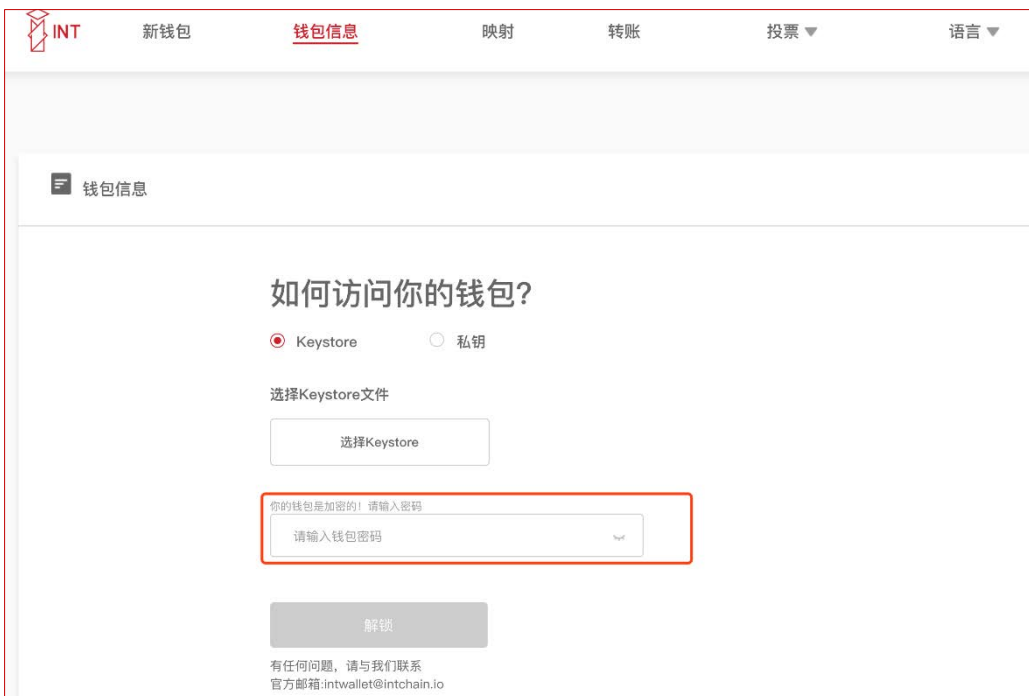 INT 新钱包 钱包信息 映射 转账 投票 语言
钱包信息
如何访问你的钱包?
Keystore 私钥
选择Keystore文件
选择Keystore
你的钱包是加密的！请输入密码
请输入钱包密码
解锁
有任何问题，请与我们联系
官方邮箱:intwallet@intchain.io